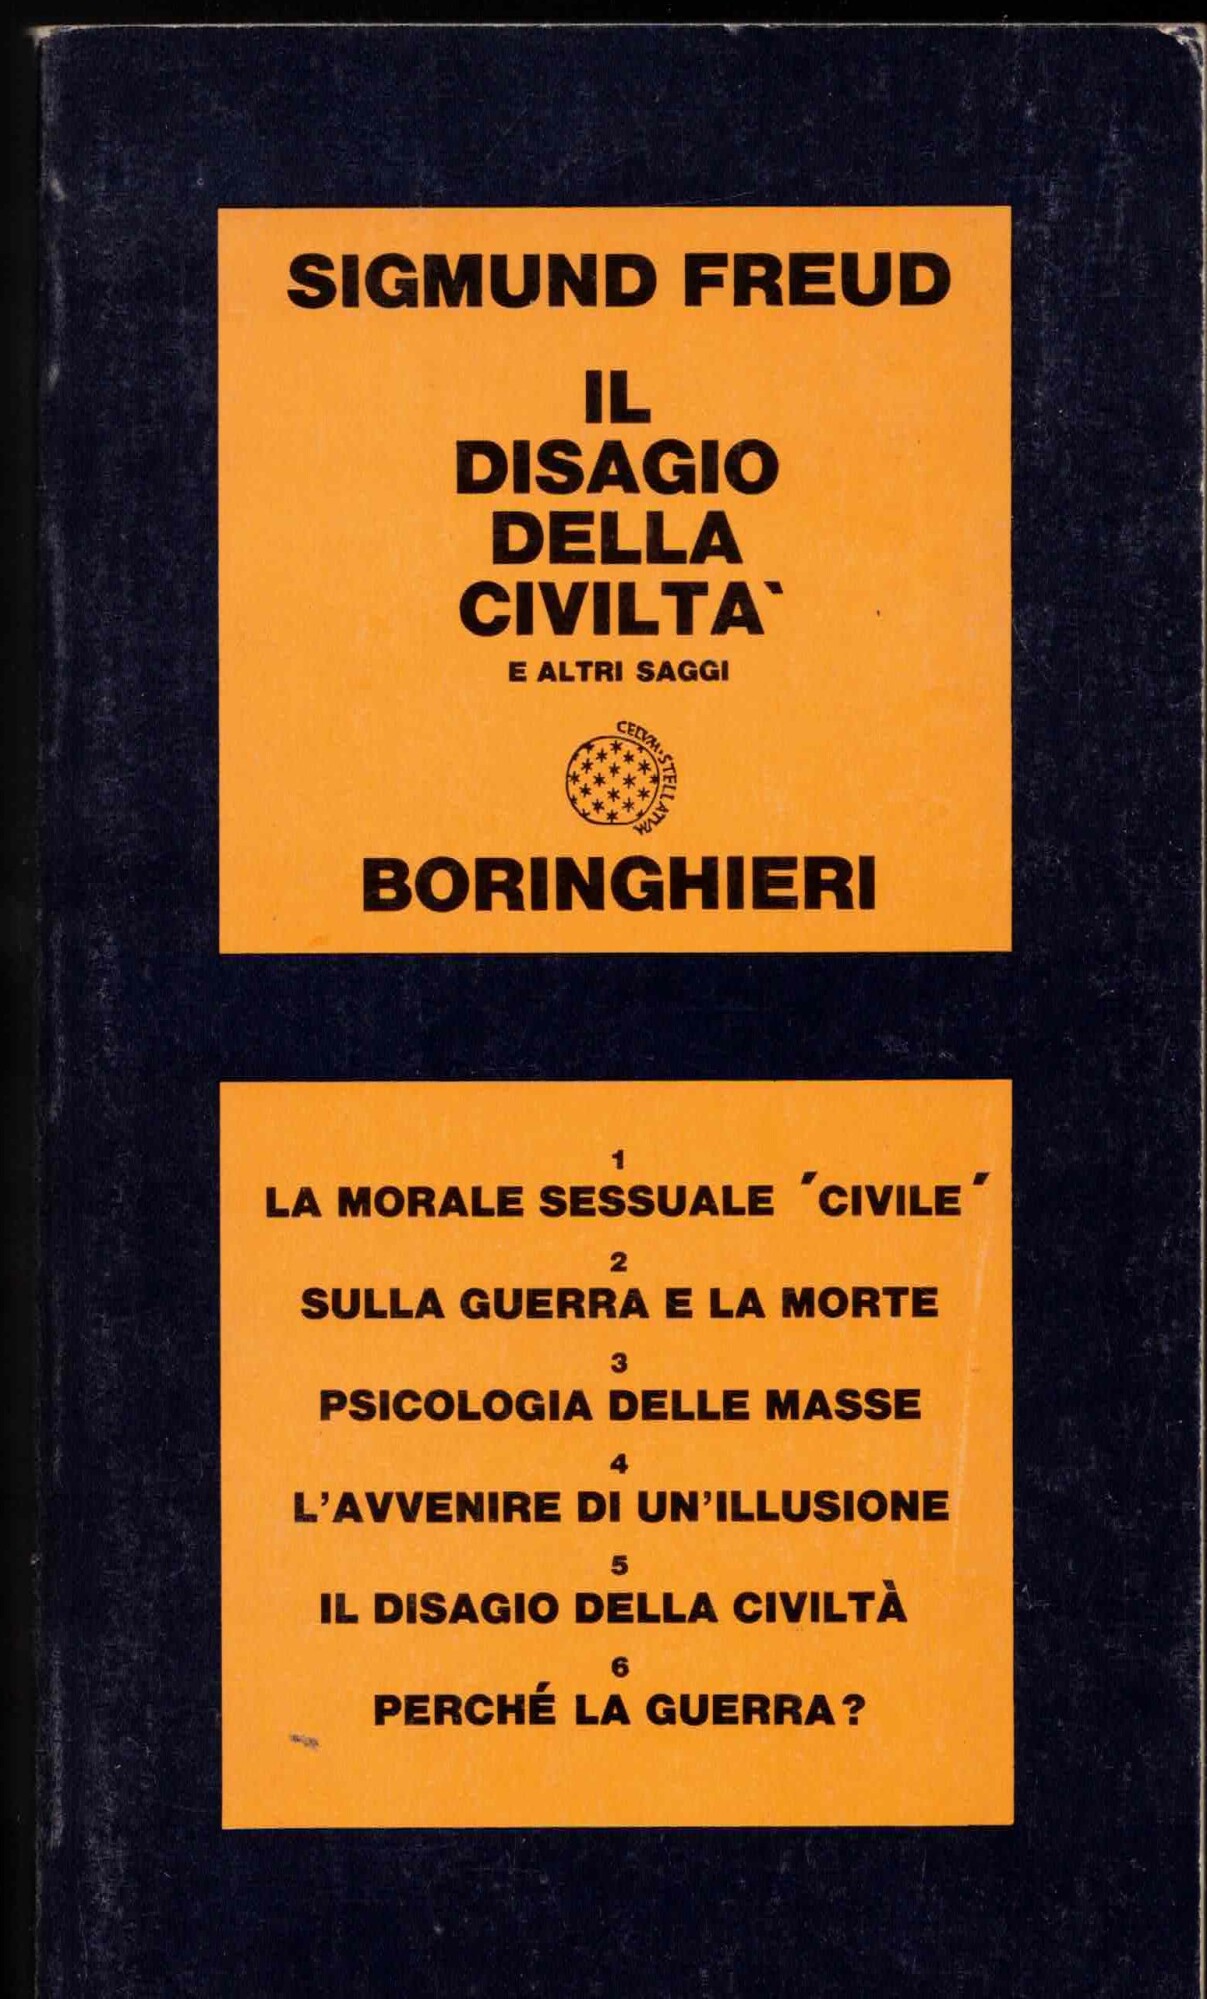 SIGMUND FREUD
IL
DISAGIO
DELLA
CIVILTA`
E ALTRI SAGGI
CELVM·STELLATVM
BORINGHIERI
1
LA MORALE SESSUALE ′CIVILE′
2
SULLA GUERRA E LA MORTE
3
PSICOLOGIA DELLE MASSE
4
L’AVVENIRE DI UN’ILLUSIONE
5
IL DISAGIO DELLA CIVILTÀ
6
PERCHÉ LA GUERRA?